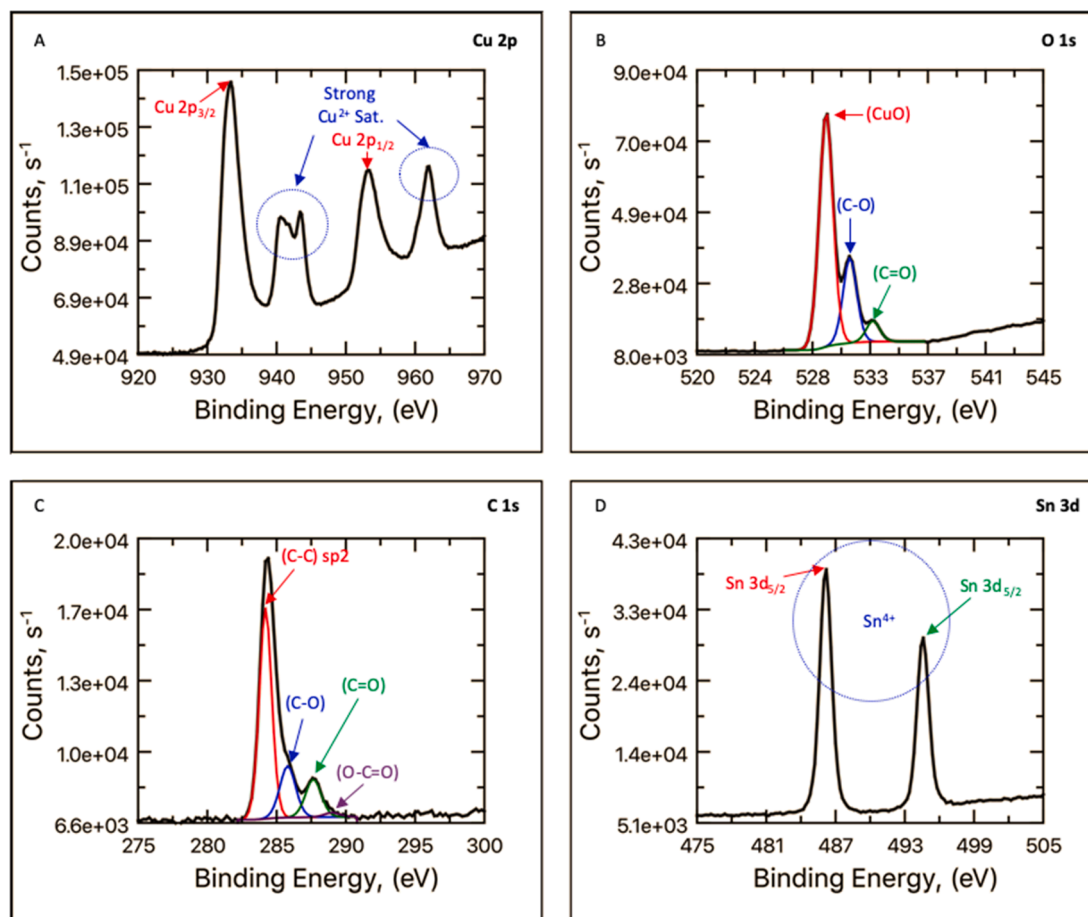 A
Cu 2p
Counts, s⁻¹
1.5e+05
1.3e+05
1.1e+05
8.9e+04
6.9e+04
4.9e+04
Cu 2p₃/₂
Strong
Cu²⁺ Sat.
Cu 2p₁/₂
920 930 940 950 960 970
Binding Energy, (eV)
B
O 1s
Counts, s⁻¹
9.0e+04
7.0e+04
4.9e+04
2.8e+04
8.0e+03
(CuO)
(C-O)
(C=O)
520 524 528 533 537 541 545
Binding Energy, (eV)
C
C 1s
Counts, s⁻¹
2.0e+04
1.7e+04
1.3e+04
1.0e+04
6.6e+03
(C-C) sp2
(C-O)
(C=O)
(O-C=O)
275 280 285 290 295 300
Binding Energy, (eV)
D
Sn 3d
Counts, s⁻¹
4.3e+04
3.3e+04
2.4e+04
1.4e+04
5.1e+03
Sn 3d₅/₂
Sn⁴⁺
Sn 3d₅/₂
475 481 487 493 499 505
Binding Energy, (eV)